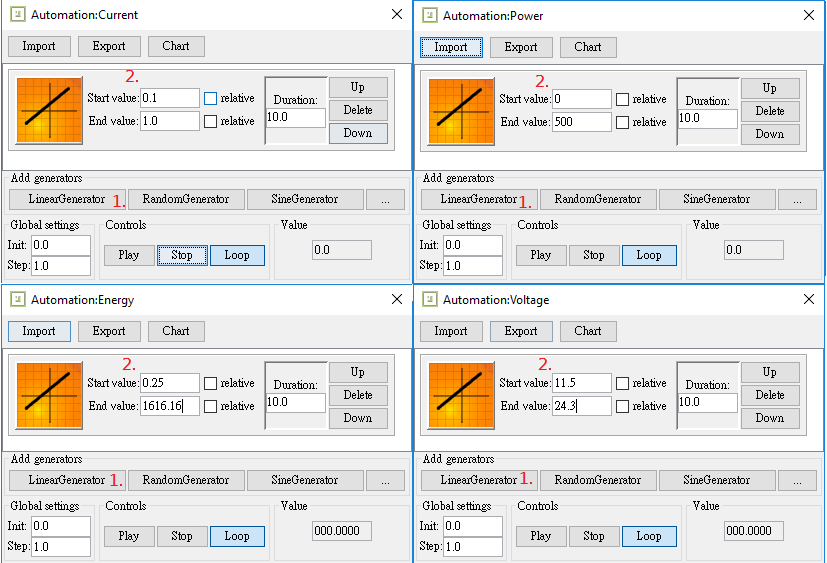 Automation:Current
Import Export Chart
2.
Start value: 0.1 relative Duration: Up
End value: 1.0 relative 10.0 Delete
Down
Add generators
LinearGenerator 1. RandomGenerator SineGenerator ...
Global settings Controls Value
Init: 0.0 Play Stop Loop 0.0
Step: 1.0
Automation:Power
Import Export Chart
2.
Start value: 0 relative Duration: Up
End value: 500 relative 10.0 Delete
Down
Add generators
LinearGenerator 1. RandomGenerator SineGenerator ...
Global settings Controls Value
Init: 0.0 Play Stop Loop 0.0
Step: 1.0
Automation:Energy
Import Export Chart
2.
Start value: 0.25 relative Duration: Up
End value: 1616.16 relative 10.0 Delete
Down
Add generators
LinearGenerator 1. RandomGenerator SineGenerator ...
Global settings Controls Value
Init: 0.0 Play Stop Loop 000.0000
Step: 1.0
Automation:Voltage
Import Export Chart
2.
Start value: 11.5 relative Duration: Up
End value: 24.3 relative 10.0 Delete
Down
Add generators
LinearGenerator 1. RandomGenerator SineGenerator ...
Global settings Controls Value
Init: 0.0 Play Stop Loop 000.0000
Step: 1.0